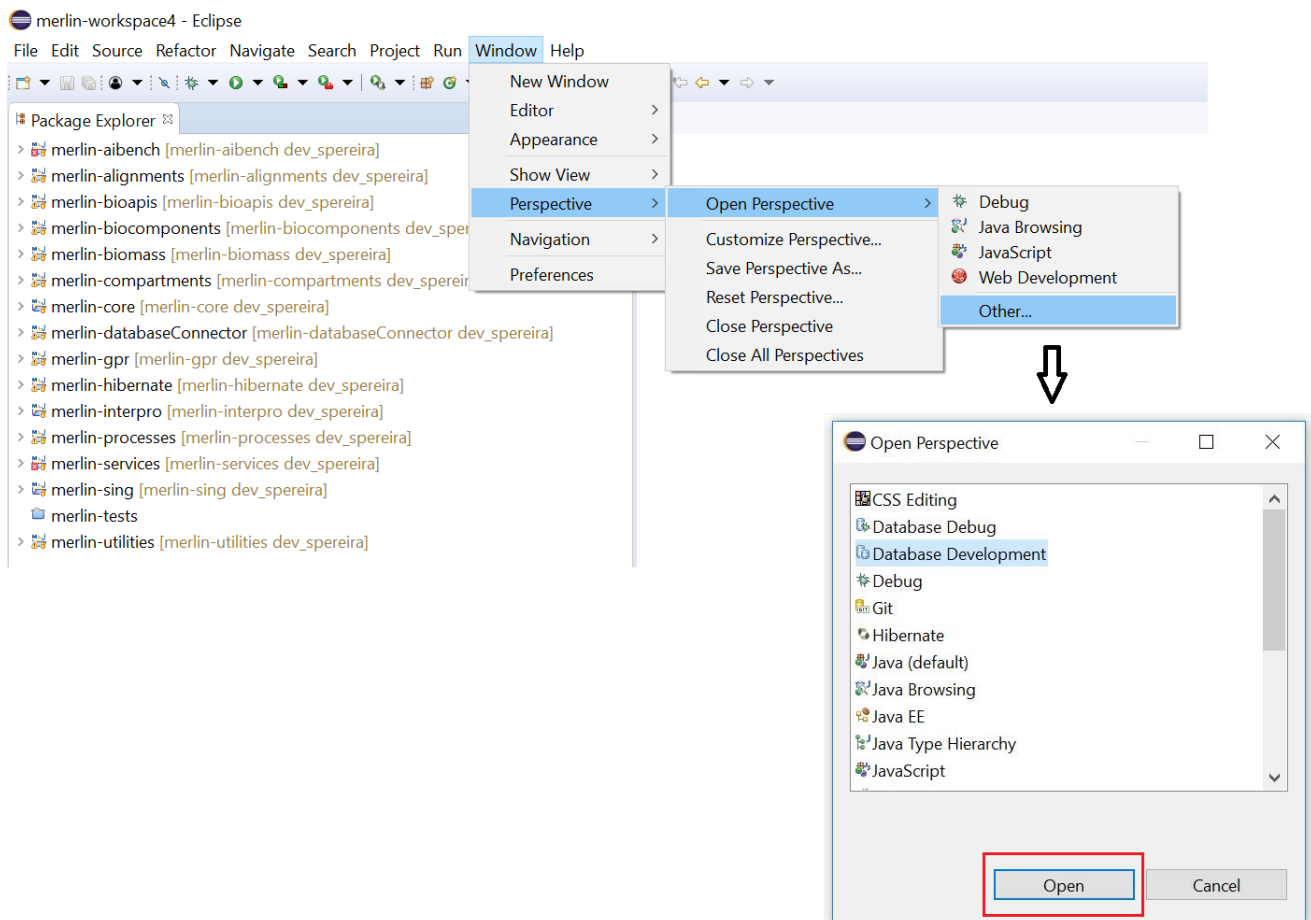 merlin-workspace4 - Eclipse
File Edit Source Refactor Navigate Search Project Run Window Help
Package Explorer
merlin-aibench [merlin-aibench dev_spereira]
merlin-alignments [merlin-alignments dev_spereira]
merlin-bioapis [merlin-bioapis dev_spereira]
merlin-biocomponents [merlin-biocomponents dev_sper
merlin-biomass [merlin-biomass dev_spereira]
merlin-compartments [merlin-compartments dev_spereir
merlin-core [merlin-core dev_spereira]
merlin-databaseConnector [merlin-databaseConnector dev_spereira]
merlin-gpr [merlin-gpr dev_spereira]
merlin-hibernate [merlin-hibernate dev_spereira]
merlin-interpro [merlin-interpro dev_spereira]
merlin-processes [merlin-processes dev_spereira]
merlin-services [merlin-services dev_spereira]
merlin-sing [merlin-sing dev_spereira]
merlin-tests
merlin-utilities [merlin-utilities dev_spereira]
New Window
Editor
Appearance
Show View
Perspective
Navigation
Preferences
Open Perspective
Customize Perspective...
Save Perspective As...
Reset Perspective...
Close Perspective
Close All Perspectives
Debug
Java Browsing
JavaScript
Web Development
Other...
Open Perspective
CSS Editing
Database Debug
Database Development
Debug
Git
Hibernate
Java (default)
Java Browsing
Java EE
Java Type Hierarchy
JavaScript
Open Cancel